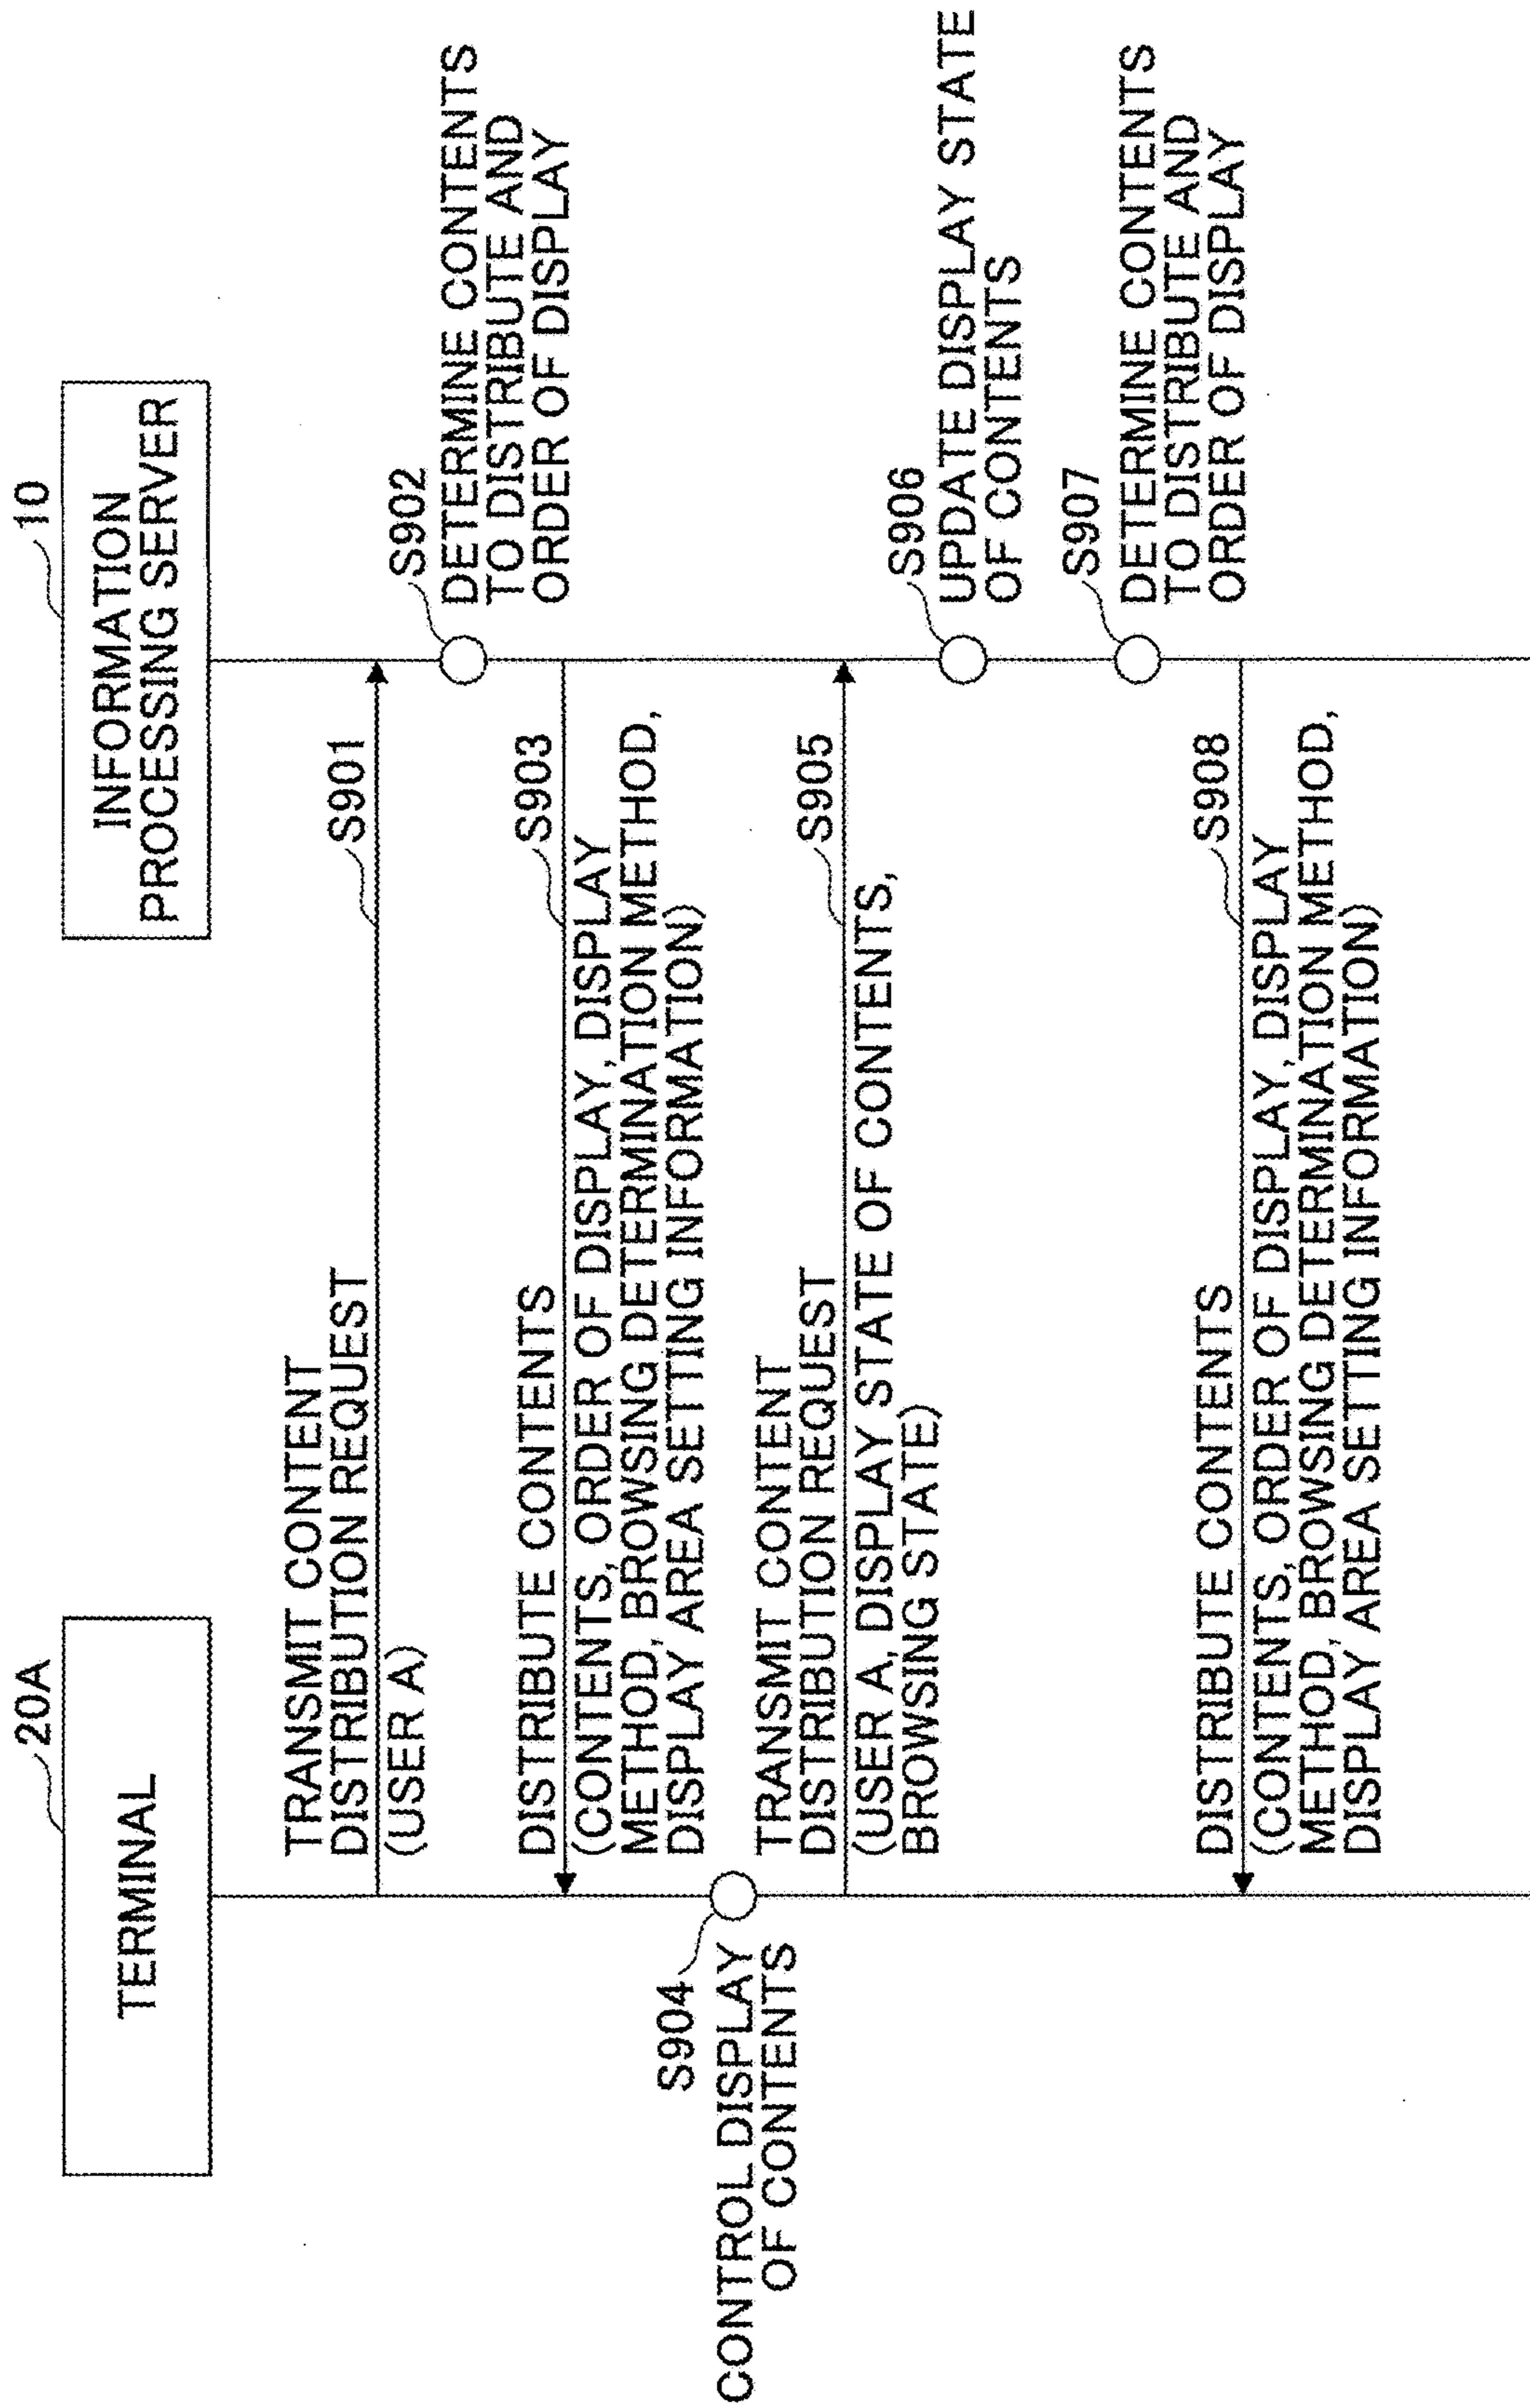 20A
TERMINAL
10
INFORMATION
PROCESSING SERVER
TRANSMIT CONTENT
DISTRIBUTION REQUEST
(USER A)
S901
S902
DETERMINE CONTENTS
TO DISTRIBUTE AND
ORDER OF DISPLAY
DISTRIBUTE CONTENTS
S903
(CONTENTS, ORDER OF DISPLAY, DISPLAY
METHOD, BROWSING DETERMINATION METHOD,
DISPLAY AREA SETTING INFORMATION)
S904
CONTROL DISPLAY
OF CONTENTS
TRANSMIT CONTENT
DISTRIBUTION REQUEST
S905
(USER A, DISPLAY STATE OF CONTENTS,
BROWSING STATE)
S906
UPDATE DISPLAY STATE
OF CONTENTS
S907
DETERMINE CONTENTS
TO DISTRIBUTE AND
ORDER OF DISPLAY
DISTRIBUTE CONTENTS
S908
(CONTENTS, ORDER OF DISPLAY, DISPLAY
METHOD, BROWSING DETERMINATION METHOD,
DISPLAY AREA SETTING INFORMATION)